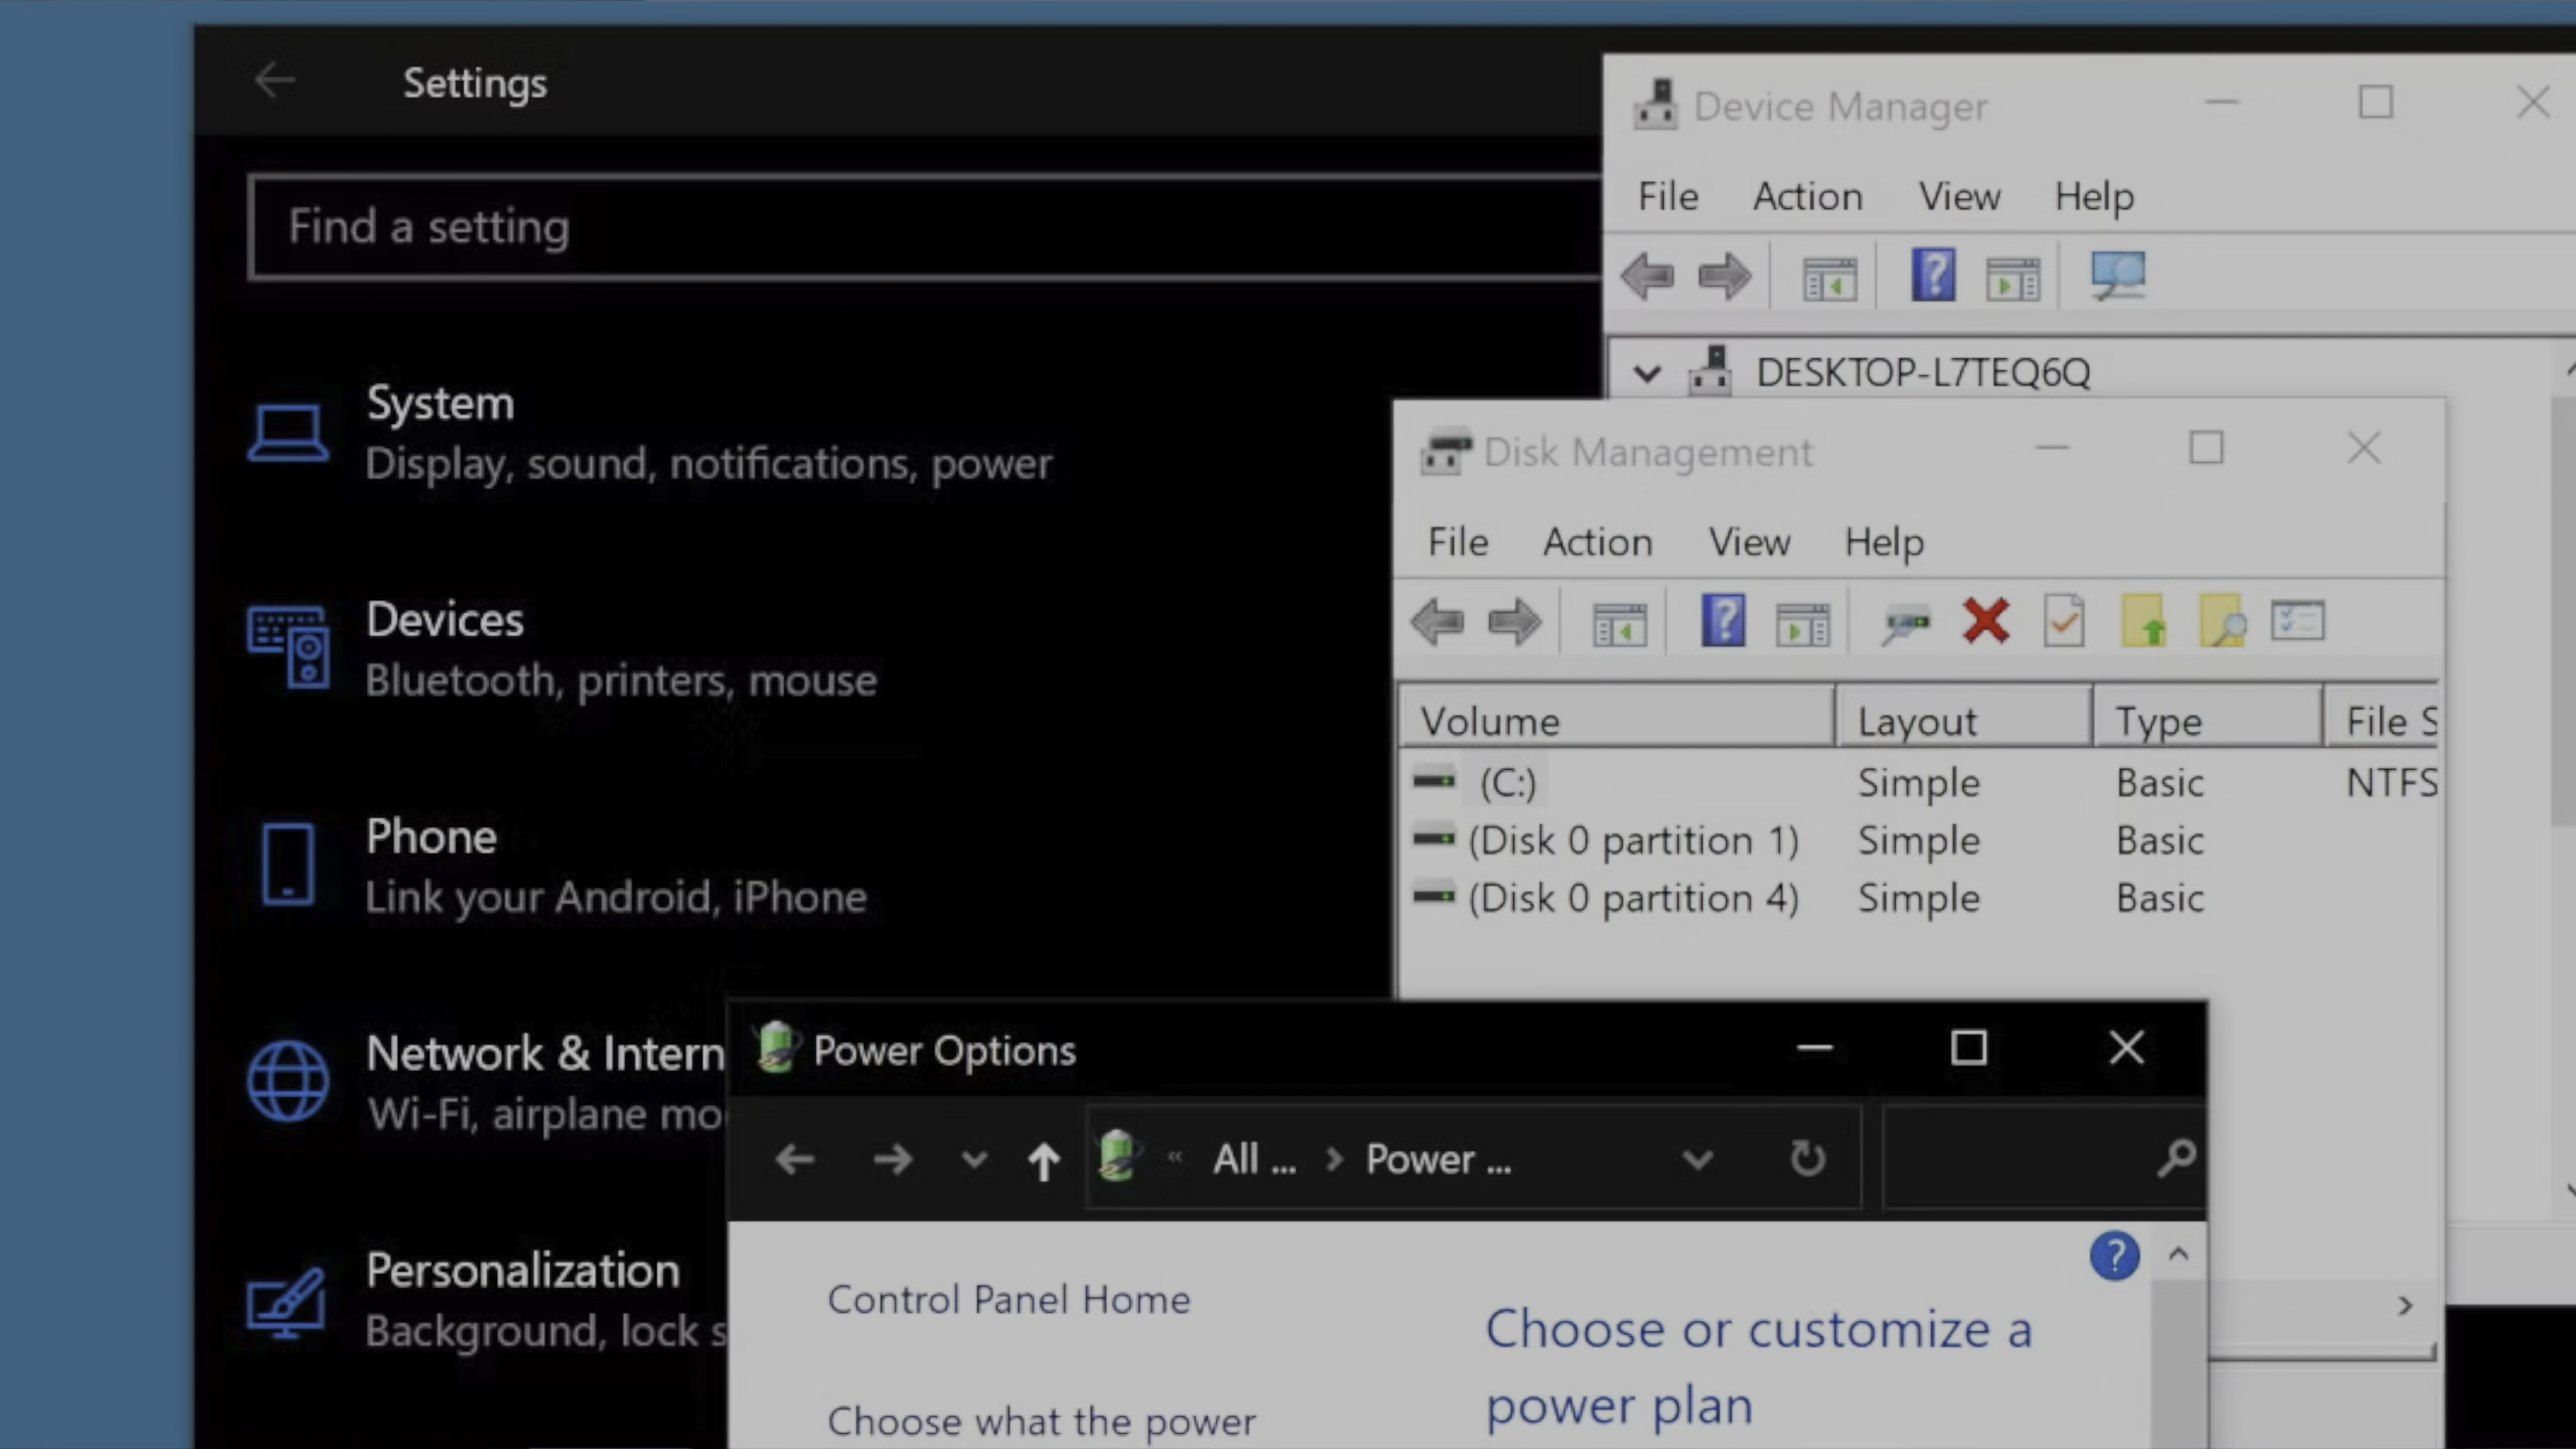 Settings
Find a setting
System
Display, sound, notifications, power
Devices
Bluetooth, printers, mouse
Phone
Link your Android, iPhone
Network & Intern
Wi-Fi, airplane mo
Personalization
Background, lock s
Device Manager
File Action View Help
DESKTOP-L7TEQ6Q
Disk Management
File Action View Help
Volume Layout Type File S
(C:) Simple Basic NTFS
(Disk 0 partition 1) Simple Basic
(Disk 0 partition 4) Simple Basic
Power Options
« All ... > Power ...
Control Panel Home
Choose what the power
Choose or customize a
power plan